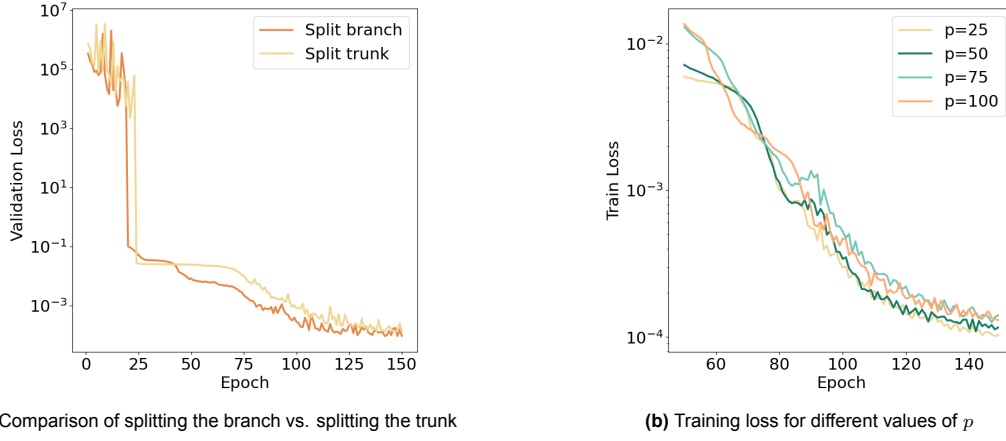 10^7
10^5
10^3
10^1
10^-1
10^-3
Validation Loss
Split branch
Split trunk
0 25 50 75 100 125 150
Epoch
Comparison of splitting the branch vs. splitting the trunk
10^-2
10^-3
10^-4
Train Loss
p=25
p=50
p=75
p=100
60 80 100 120 140
Epoch
(b) Training loss for different values of p